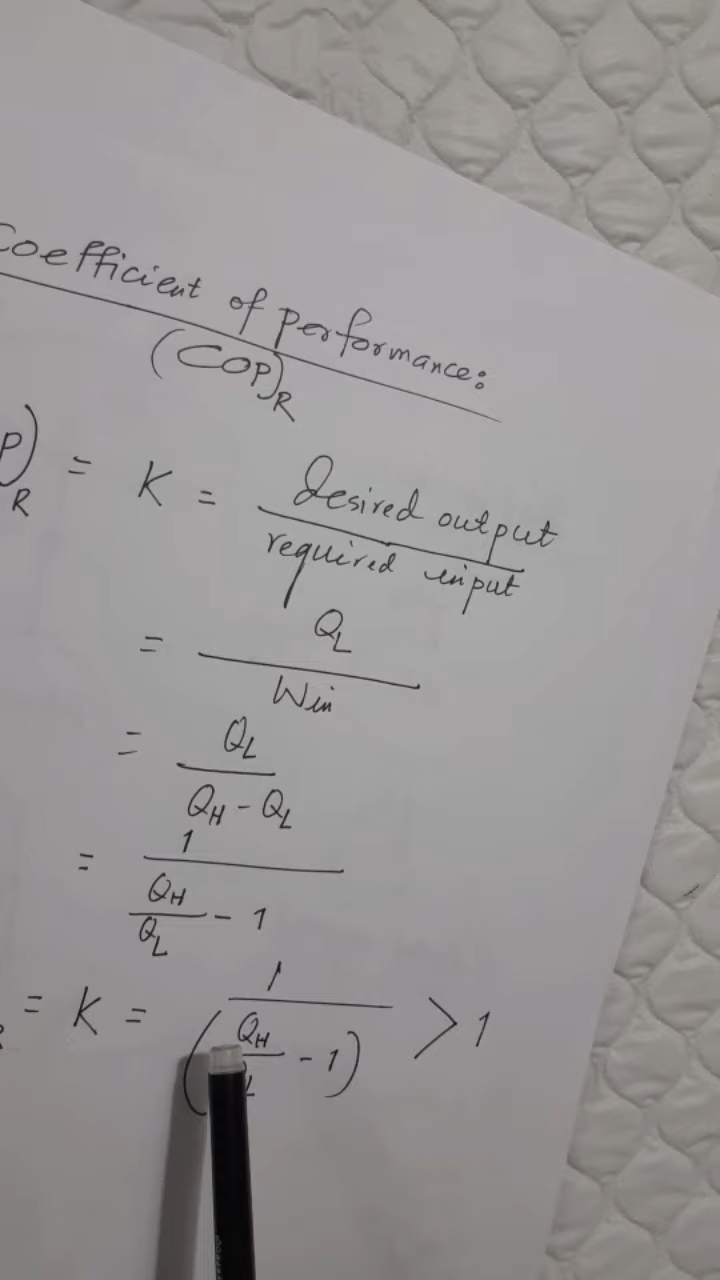 Coefficient of performance:
(COP)R
P)R = K = desired output / required input
= QL / Win
= QL / QH - QL
= 1 / QH/QL - 1
R = K = 1 / (QH/L - 1) > 1